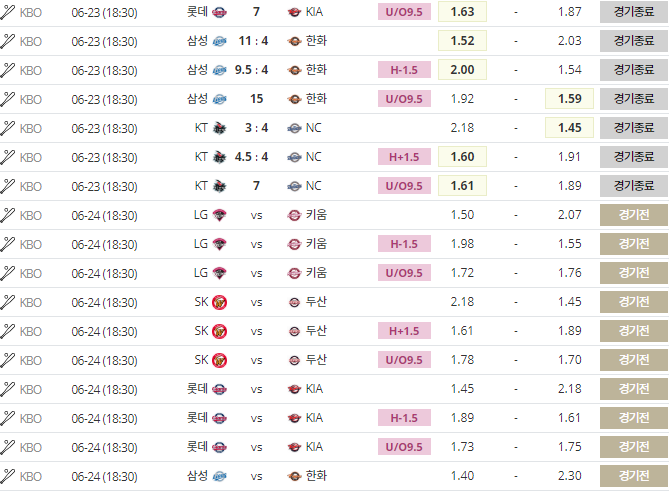 KBO 06-23 (18:30) 롯데 7 KIA U/O9.5 1.63 - 1.87 경기종료
KBO 06-23 (18:30) 삼성 11 : 4 한화 1.52 - 2.03 경기종료
KBO 06-23 (18:30) 삼성 9.5 : 4 한화 H-1.5 2.00 - 1.54 경기종료
KBO 06-23 (18:30) 삼성 15 한화 U/O9.5 1.92 - 1.59 경기종료
KBO 06-23 (18:30) KT 3 : 4 NC 2.18 - 1.45 경기종료
KBO 06-23 (18:30) KT 4.5 : 4 NC H+1.5 1.60 - 1.91 경기종료
KBO 06-23 (18:30) KT 7 NC U/O9.5 1.61 - 1.89 경기종료
KBO 06-24 (18:30) LG vs 키움 1.50 - 2.07 경기전
KBO 06-24 (18:30) LG vs 키움 H-1.5 1.98 - 1.55 경기전
KBO 06-24 (18:30) LG vs 키움 U/O9.5 1.72 - 1.76 경기전
KBO 06-24 (18:30) SK vs 두산 2.18 - 1.45 경기전
KBO 06-24 (18:30) SK vs 두산 H+1.5 1.61 - 1.89 경기전
KBO 06-24 (18:30) SK vs 두산 U/O9.5 1.78 - 1.70 경기전
KBO 06-24 (18:30) 롯데 vs KIA 1.45 - 2.18 경기전
KBO 06-24 (18:30) 롯데 vs KIA H-1.5 1.89 - 1.61 경기전
KBO 06-24 (18:30) 롯데 vs KIA U/O9.5 1.73 - 1.75 경기전
KBO 06-24 (18:30) 삼성 vs 한화 1.40 - 2.30 경기전